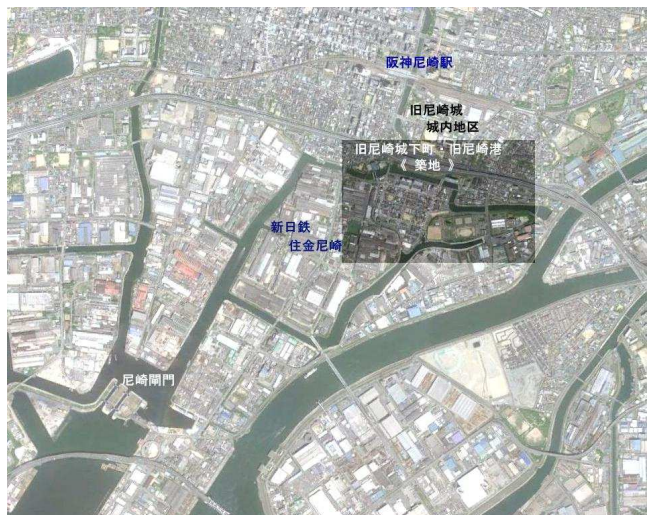 阪神尼崎駅
旧尼崎城
城内地区
旧尼崎城下町・旧尼崎港
《 築地 》
新日鉄
住金尼崎
尼崎閘門